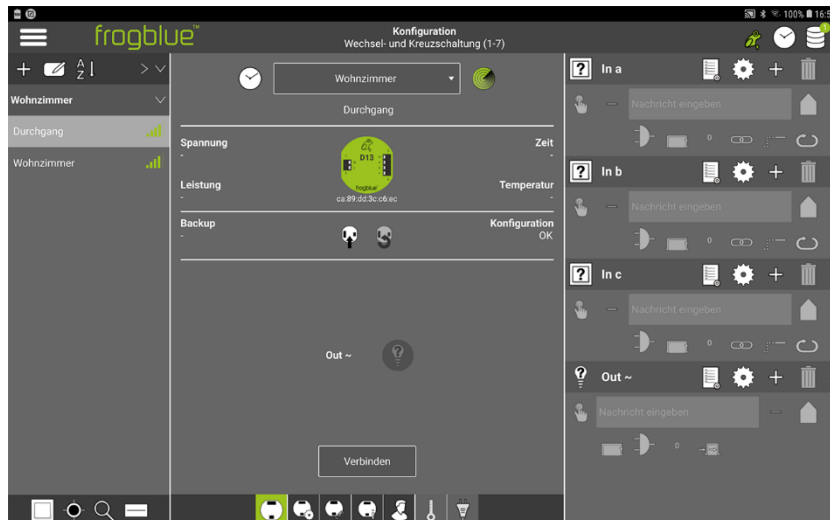 100% 16:5
frogblue™
Konfiguration
Wechsel- und Kreuzschaltung (1-7)
1
A
Z
Wohnzimmer
Durchgang
Wohnzimmer
Wohnzimmer
Durchgang
Spannung
-
Zeit
-
D13
frogblue
ca:89:dd:3c:c6:ec
Leistung
-
Temperatur
-
Backup
-
Konfiguration
OK
Out ~
?
Verbinden
? In a
Nachricht eingeben
0
? In b
Nachricht eingeben
0
? In c
Nachricht eingeben
0
? Out ~
Nachricht eingeben
0